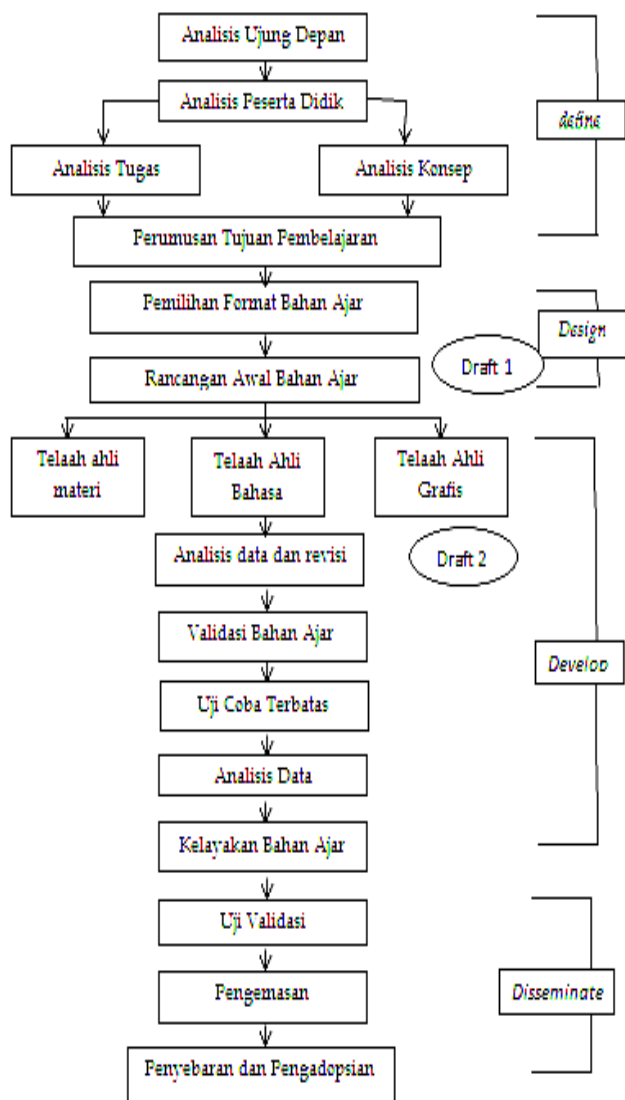 Analisis Ujung Depan
Analisis Peserta Didik
define
Analisis Tugas
Analisis Konsep
Perumusan Tujuan Pembelajaran
Pemilihan Format Bahan Ajar
Design
Draft 1
Rancangan Awal Bahan Ajar
Telaah ahli
materi
Telaah Ahli
Bahasa
Telaah Ahli
Grafis
Analisis data dan revisi
Draft 2
Validasi Bahan Ajar
Develop
Uji Coba Terbatas
Analisis Data
Kelayakan Bahan Ajar
Uji Validasi
Pengemasan
Disseminate
Penyebaran dan Pengadopsian